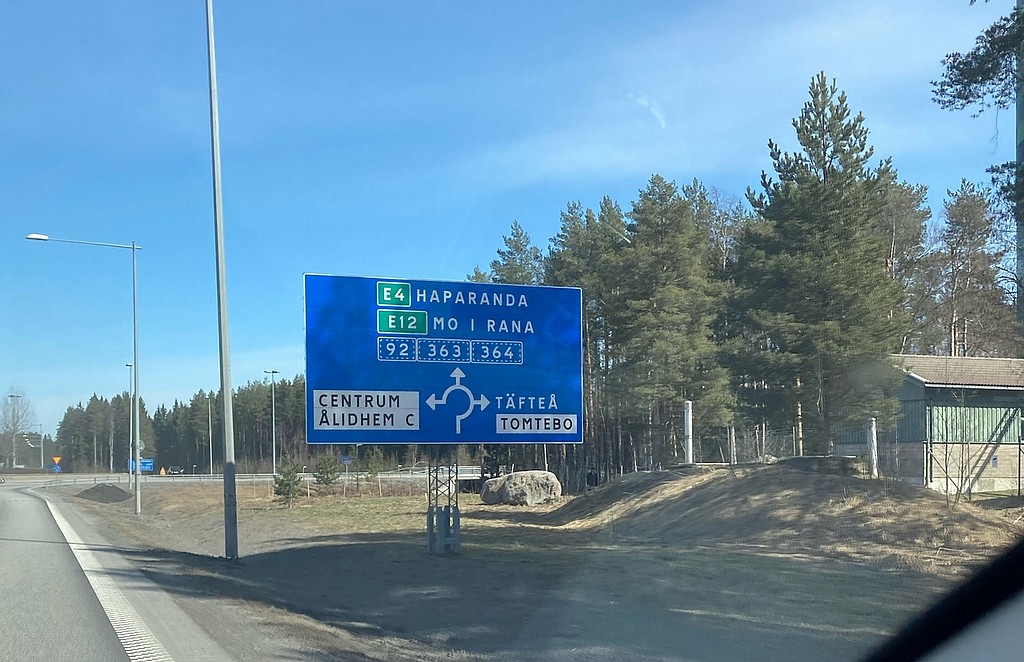 E4 HAPARANDA
E12 MO I RANA
92 363 364
CENTRUM
ÅLIDHEM C
TÄFTEÅ
TOMTEBO